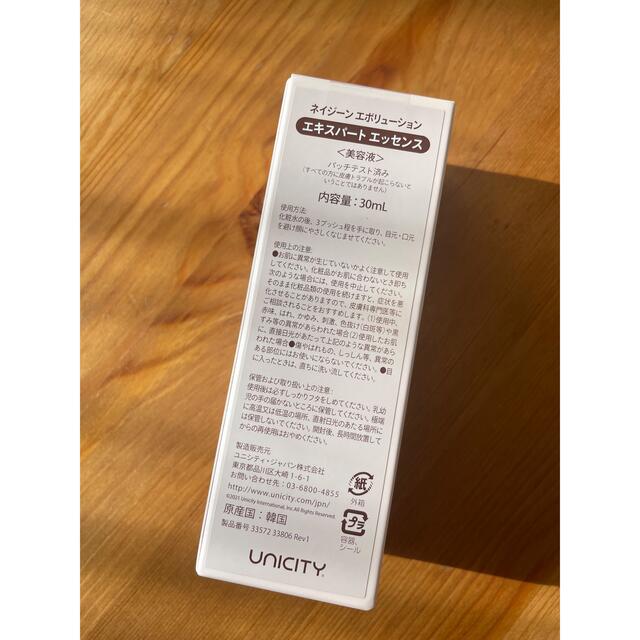 ネイジーン エボリューション
エキスパート エッセンス
＜美容液＞
パッチテスト済み
（すべての方に皮膚トラブルが起こらないと
いうことではありません）
内容量：30mL
使用方法：
化粧水の後、3プッシュ程を手に取り、目元・口元
を避け顔にやさしくなじませてください。
使用上の注意：
●お肌に異常が生じていないかよく注意して使用
してください。化粧品がお肌に合わないとき即ち
次のような場合には、使用を中止してください。
そのまま化粧品類の使用を続けますと、症状を悪
化させることがありますので、皮膚科専門医等に
ご相談されることをおすすめします。(1)使用中、
赤味、はれ、かゆみ、刺激、色抜け(白斑等)や黒
ずみ等の異常があらわれた場合(2)使用したお肌
に、直接日光があたって上記のような異常があら
われた場合●傷やはれもの、しっしん等、異常の
ある部位にはお使いにならないでください。●目
に入ったときは、直ちに洗い流してください。
保管および取り扱い上の注意：
使用後は必ずしっかりフタをしめてください。乳幼
児の手の届かないところに保管してください。極端
に高温又は低温の場所、直射日光のあたる場所に
は保管しないでください。開封後、長時間放置して
からの再使用はおやめください。
製造販売元
ユニシティ・ジャパン株式会社
東京都品川区大崎 1-6-1
お問い合わせ先：03-6800-4855
http://www.unicity.com/jpn/
©2021 Unicity International, Inc. All Rights Reserved.
原産国：韓国
製品番号 33572 33806 Rev1
紙
外箱
プラ
容器、
シール
UNICITY®